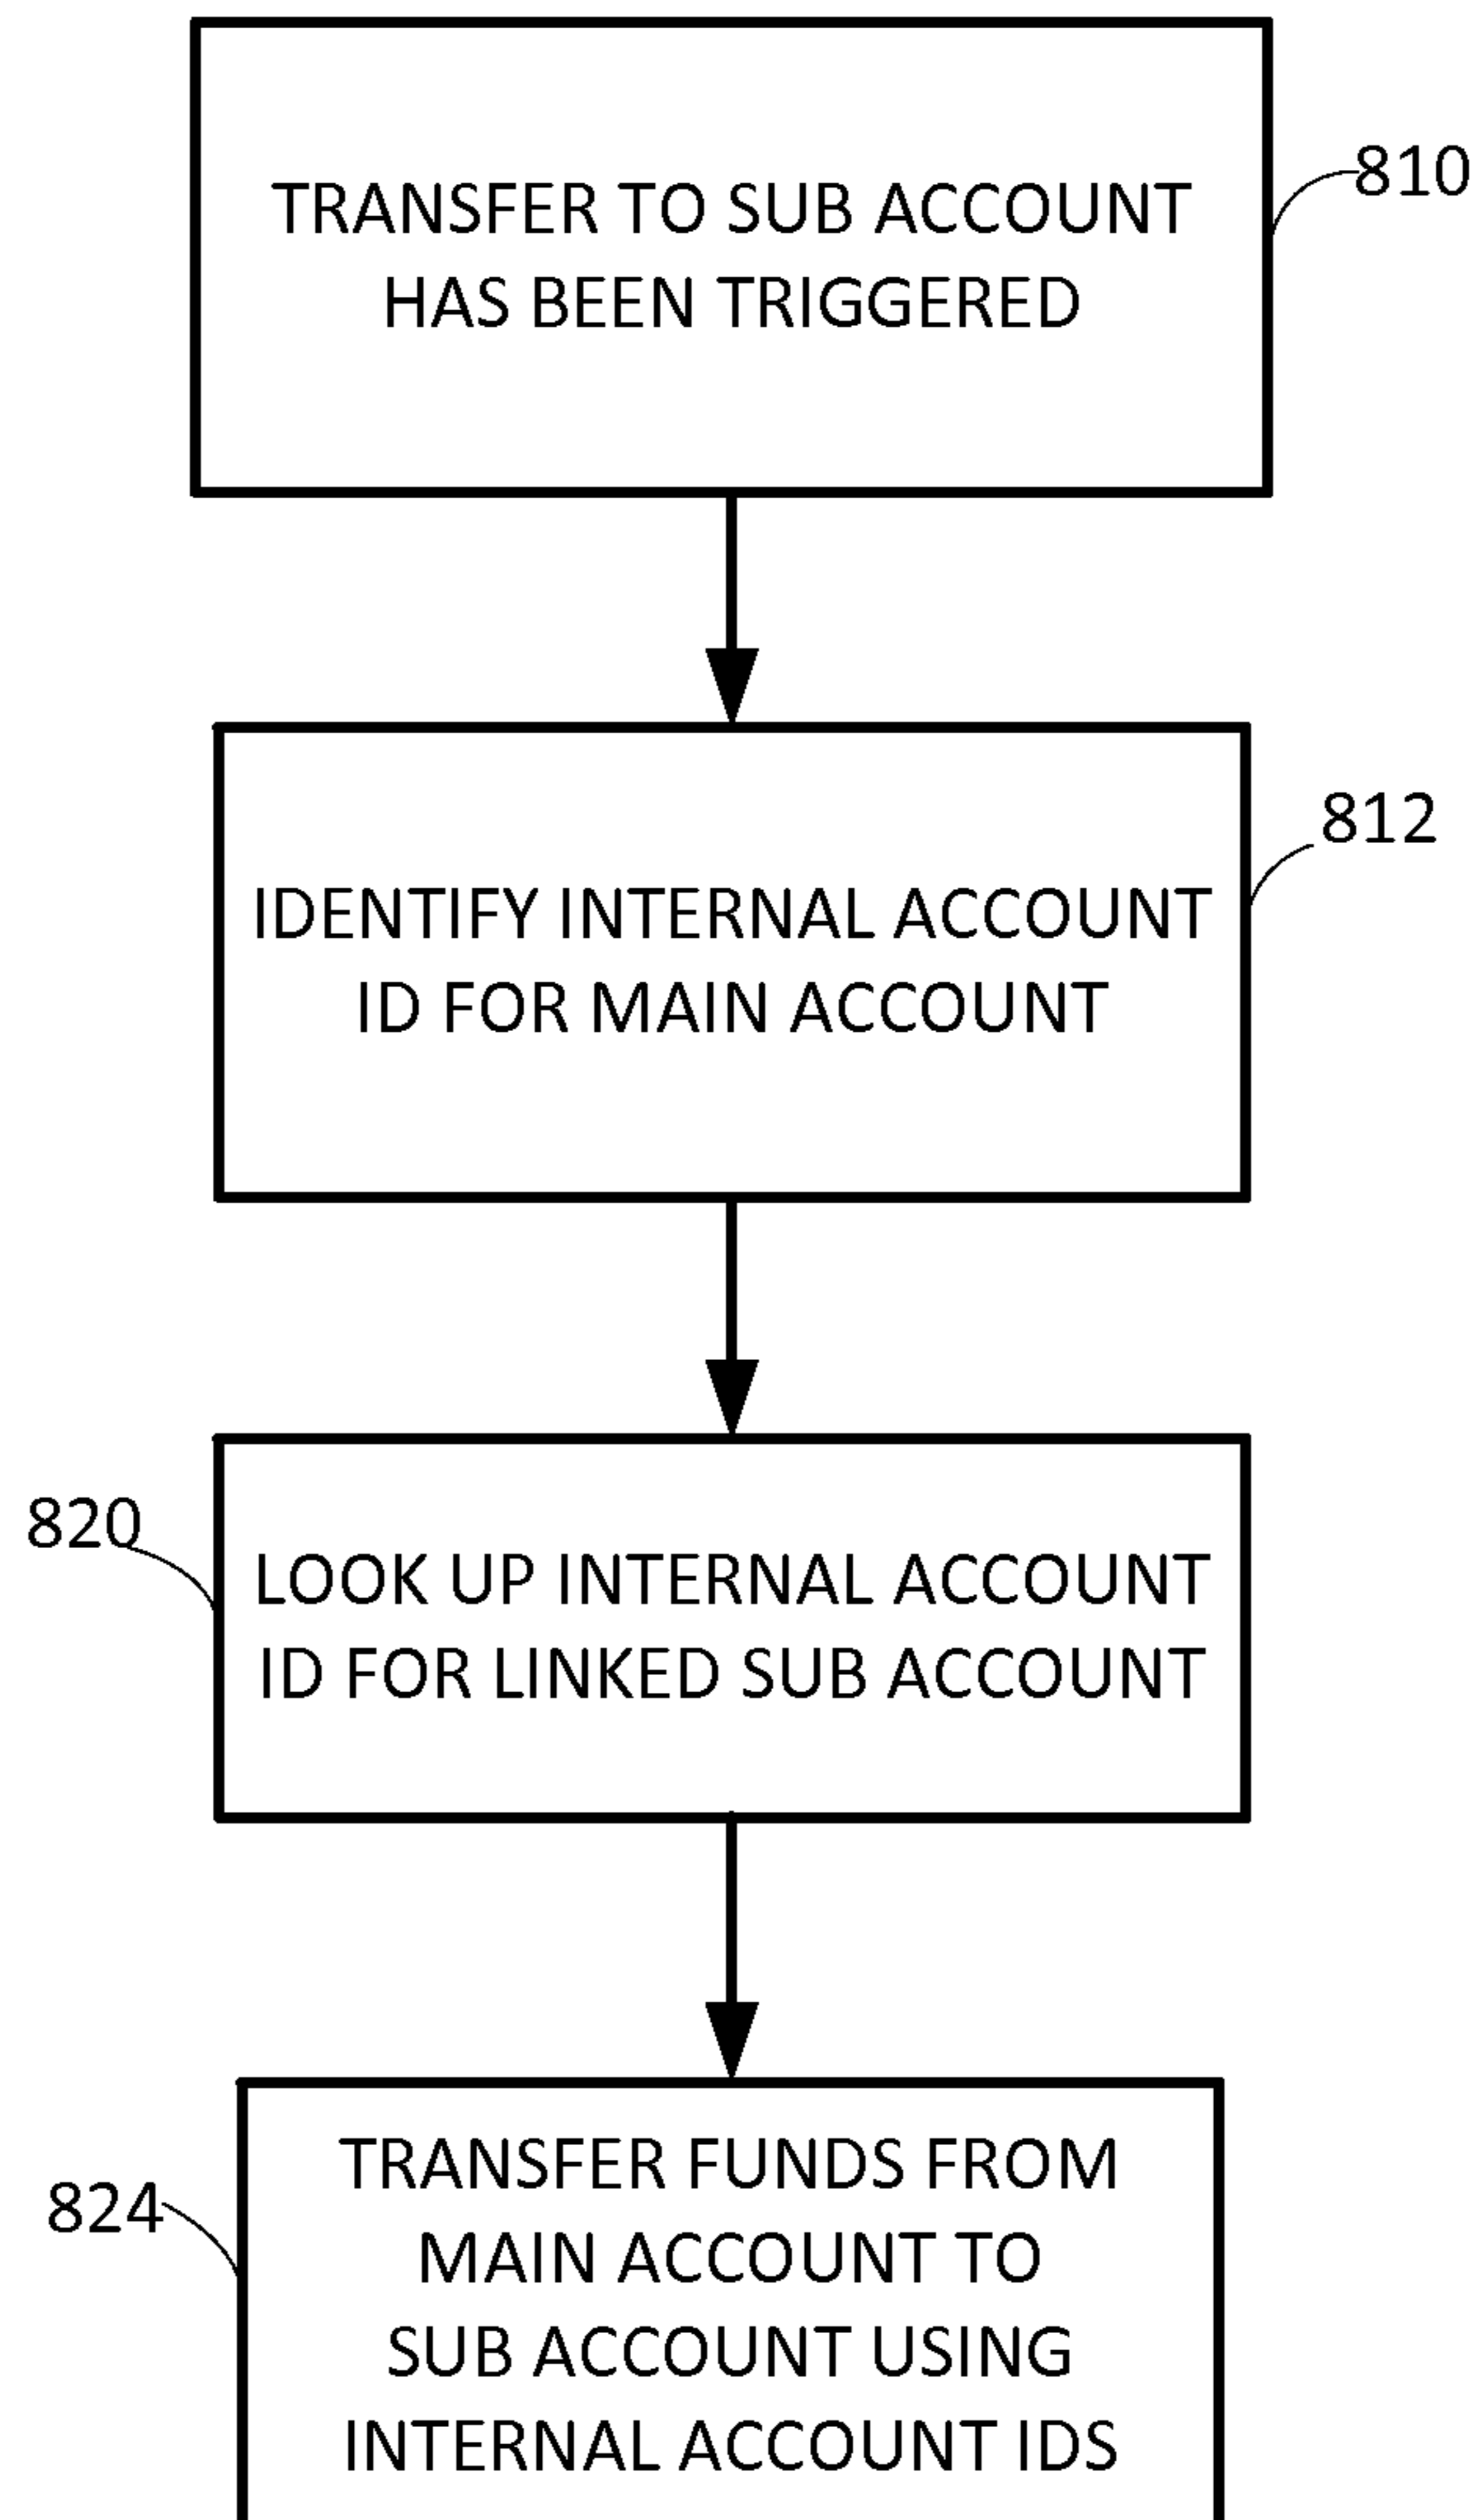 TRANSFER TO SUB ACCOUNT
HAS BEEN TRIGGERED
810
IDENTIFY INTERNAL ACCOUNT
ID FOR MAIN ACCOUNT
812
820
LOOK UP INTERNAL ACCOUNT
ID FOR LINKED SUB ACCOUNT
824
TRANSFER FUNDS FROM
MAIN ACCOUNT TO
SUB ACCOUNT USING
INTERNAL ACCOUNT IDS